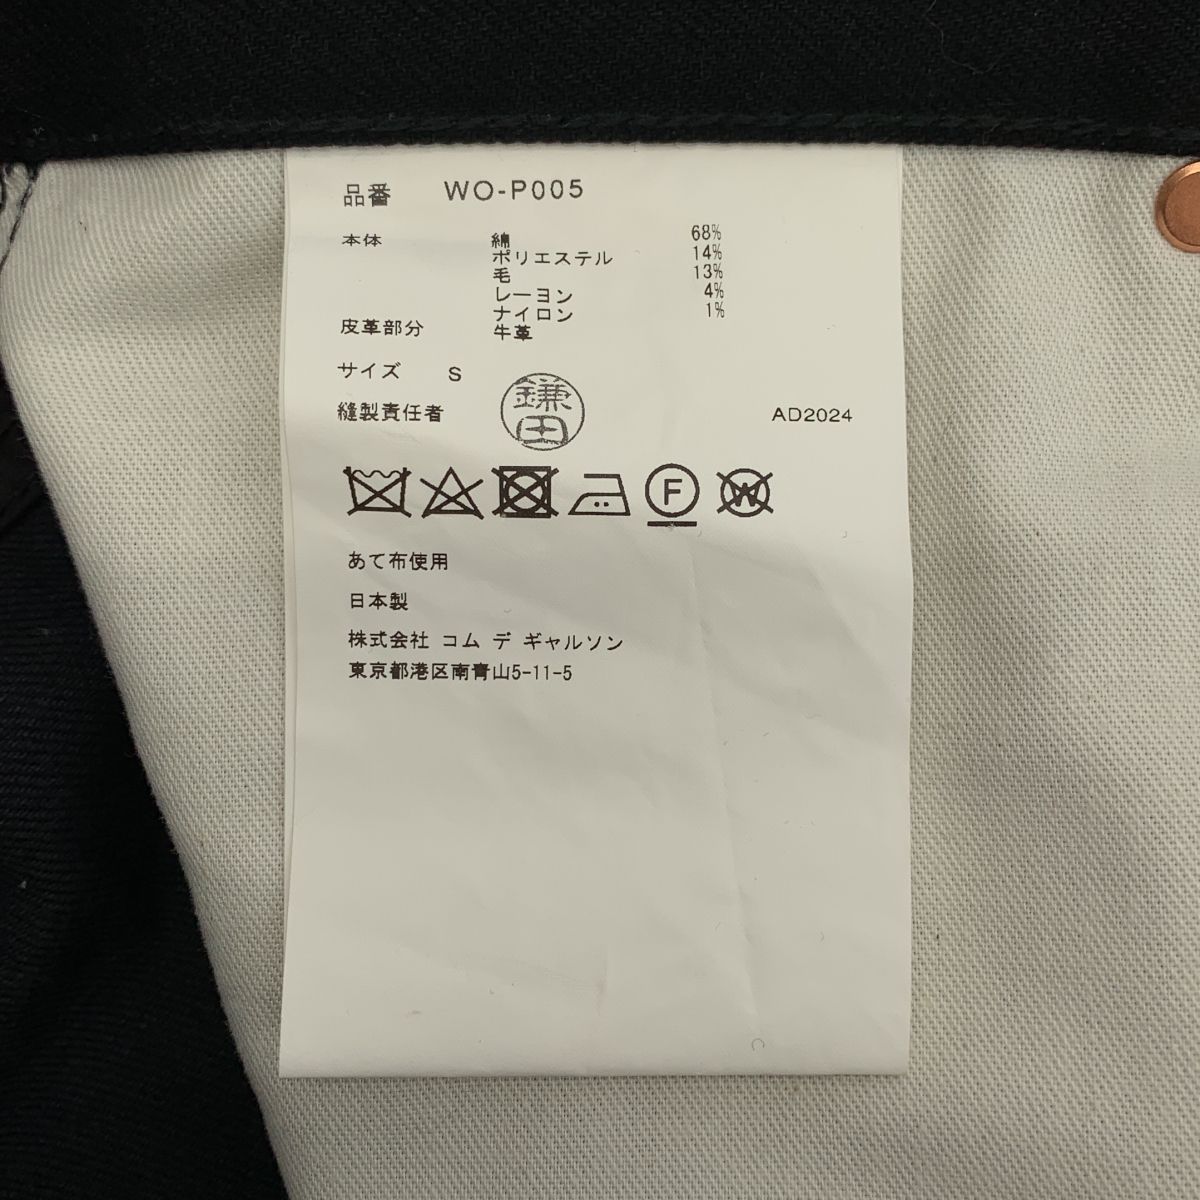 品番 WO-P005
本体 綿 68%
ポリエステル 14%
毛 13%
レーヨン 4%
ナイロン 1%
皮革部分 牛革
サイズ S
縫製責任者 鎌田 AD2024
F W
あて布使用
日本製
株式会社 コム デ ギャルソン
東京都港区南青山5-11-5